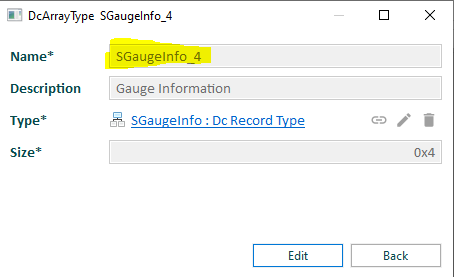 DcArrayType SGaugeInfo_4
Name* SGaugeInfo_4
Description Gauge Information
Type* SGaugeInfo : Dc Record Type
Size* 0x4
Edit Back